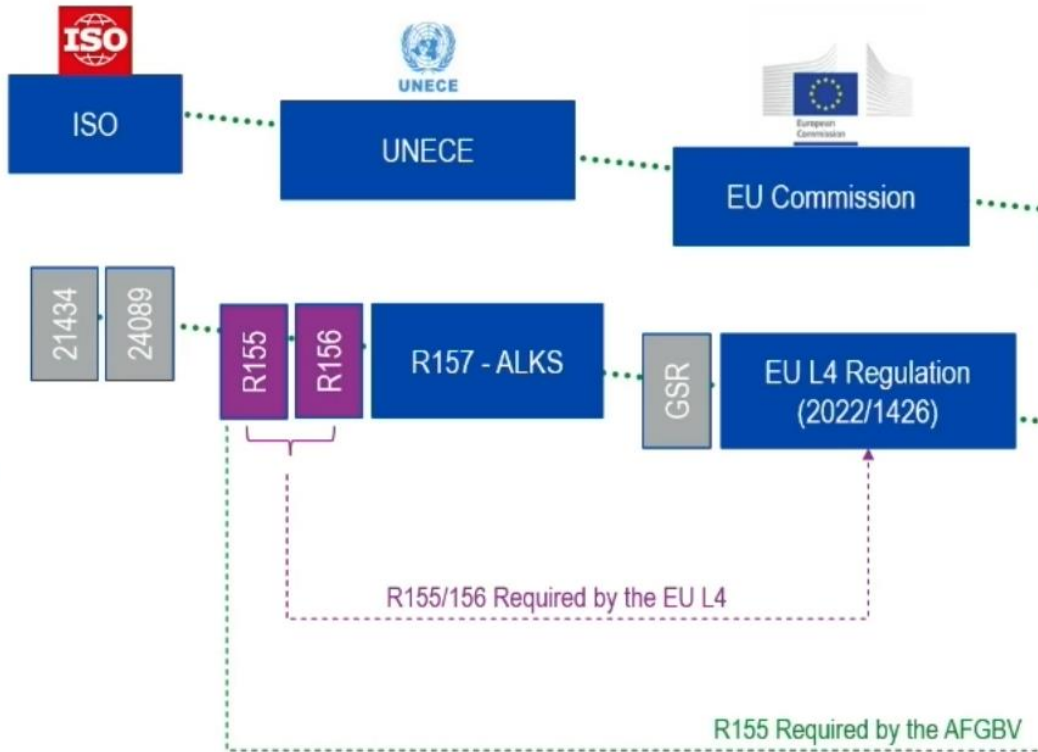 ISO
ISO
UNECE
UNECE
European
Commission
EU Commission
21434
24089
R155
R156
R157 - ALKS
GSR
EU L4 Regulation
(2022/1426)
R155/156 Required by the EU L4
R155 Required by the AFGBV